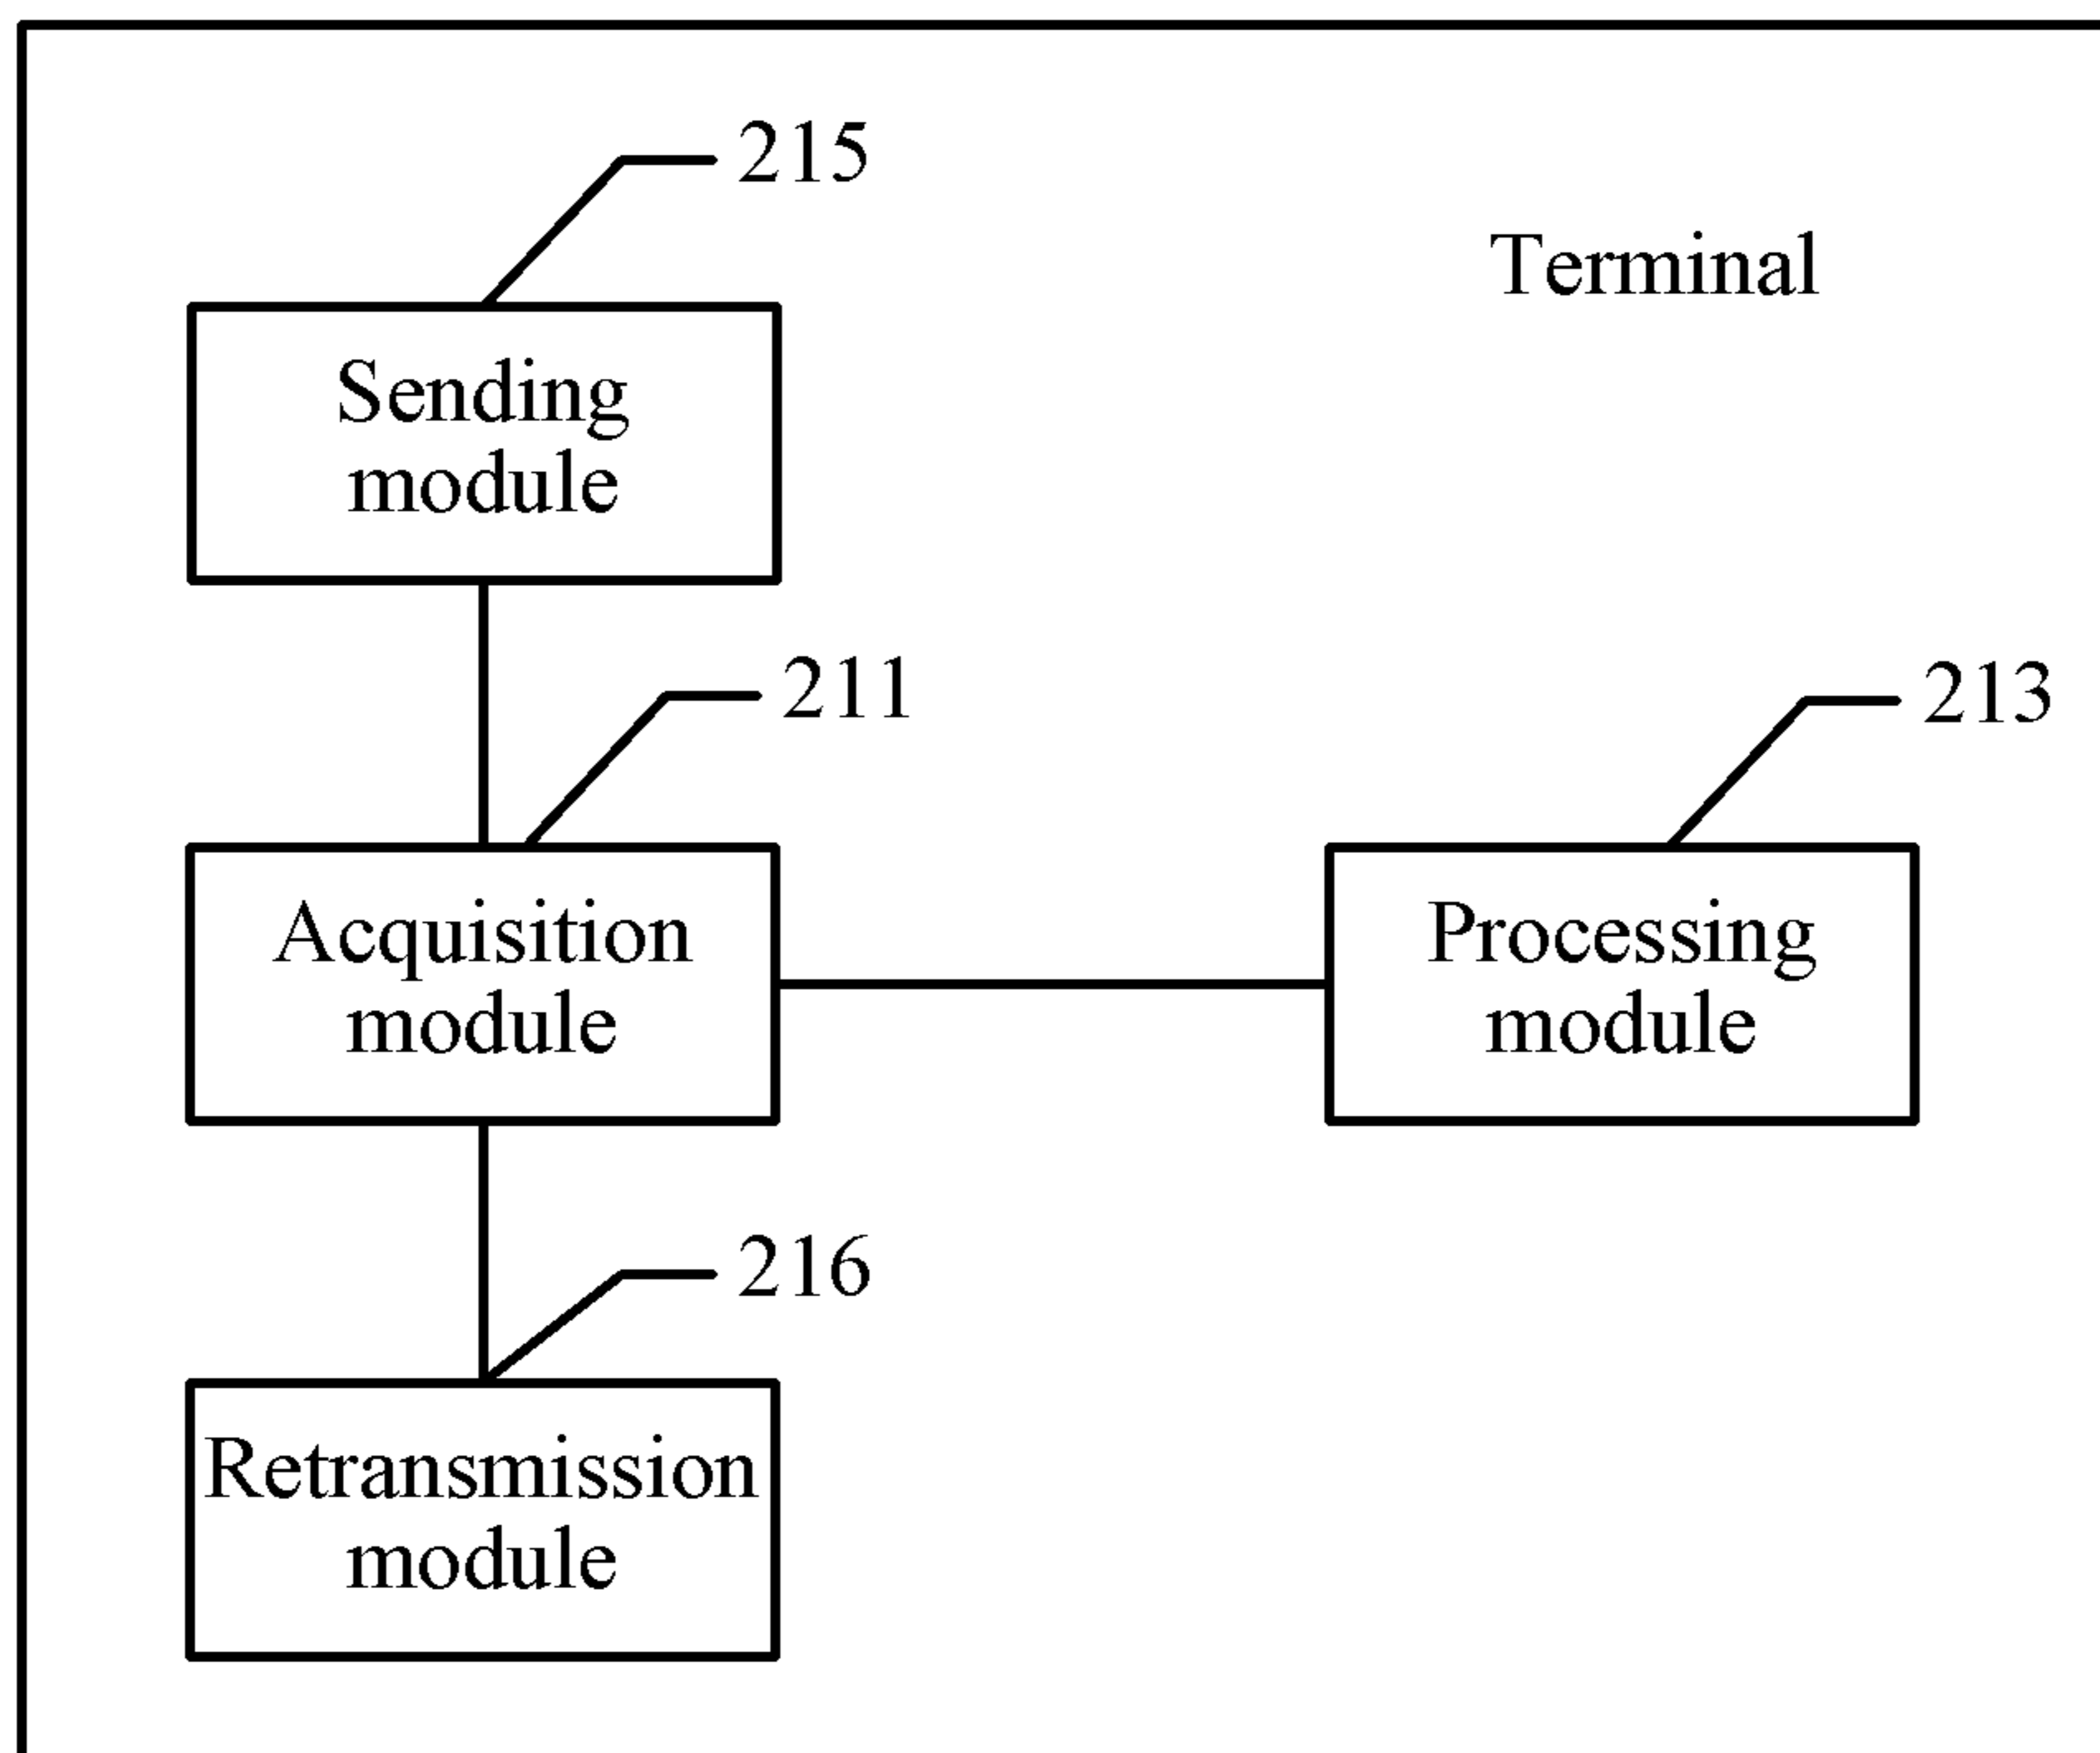 215
Terminal
Sending
module
211
213
Acquisition
module
Processing
module
216
Retransmission
module